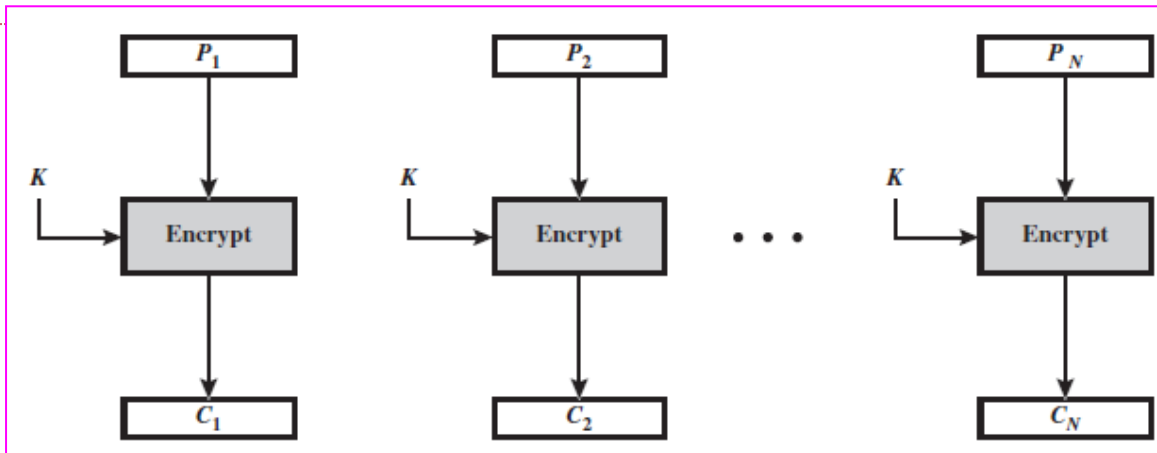 P1 P2 PN
K K K
Encrypt Encrypt • • • Encrypt
C1 C2 CN